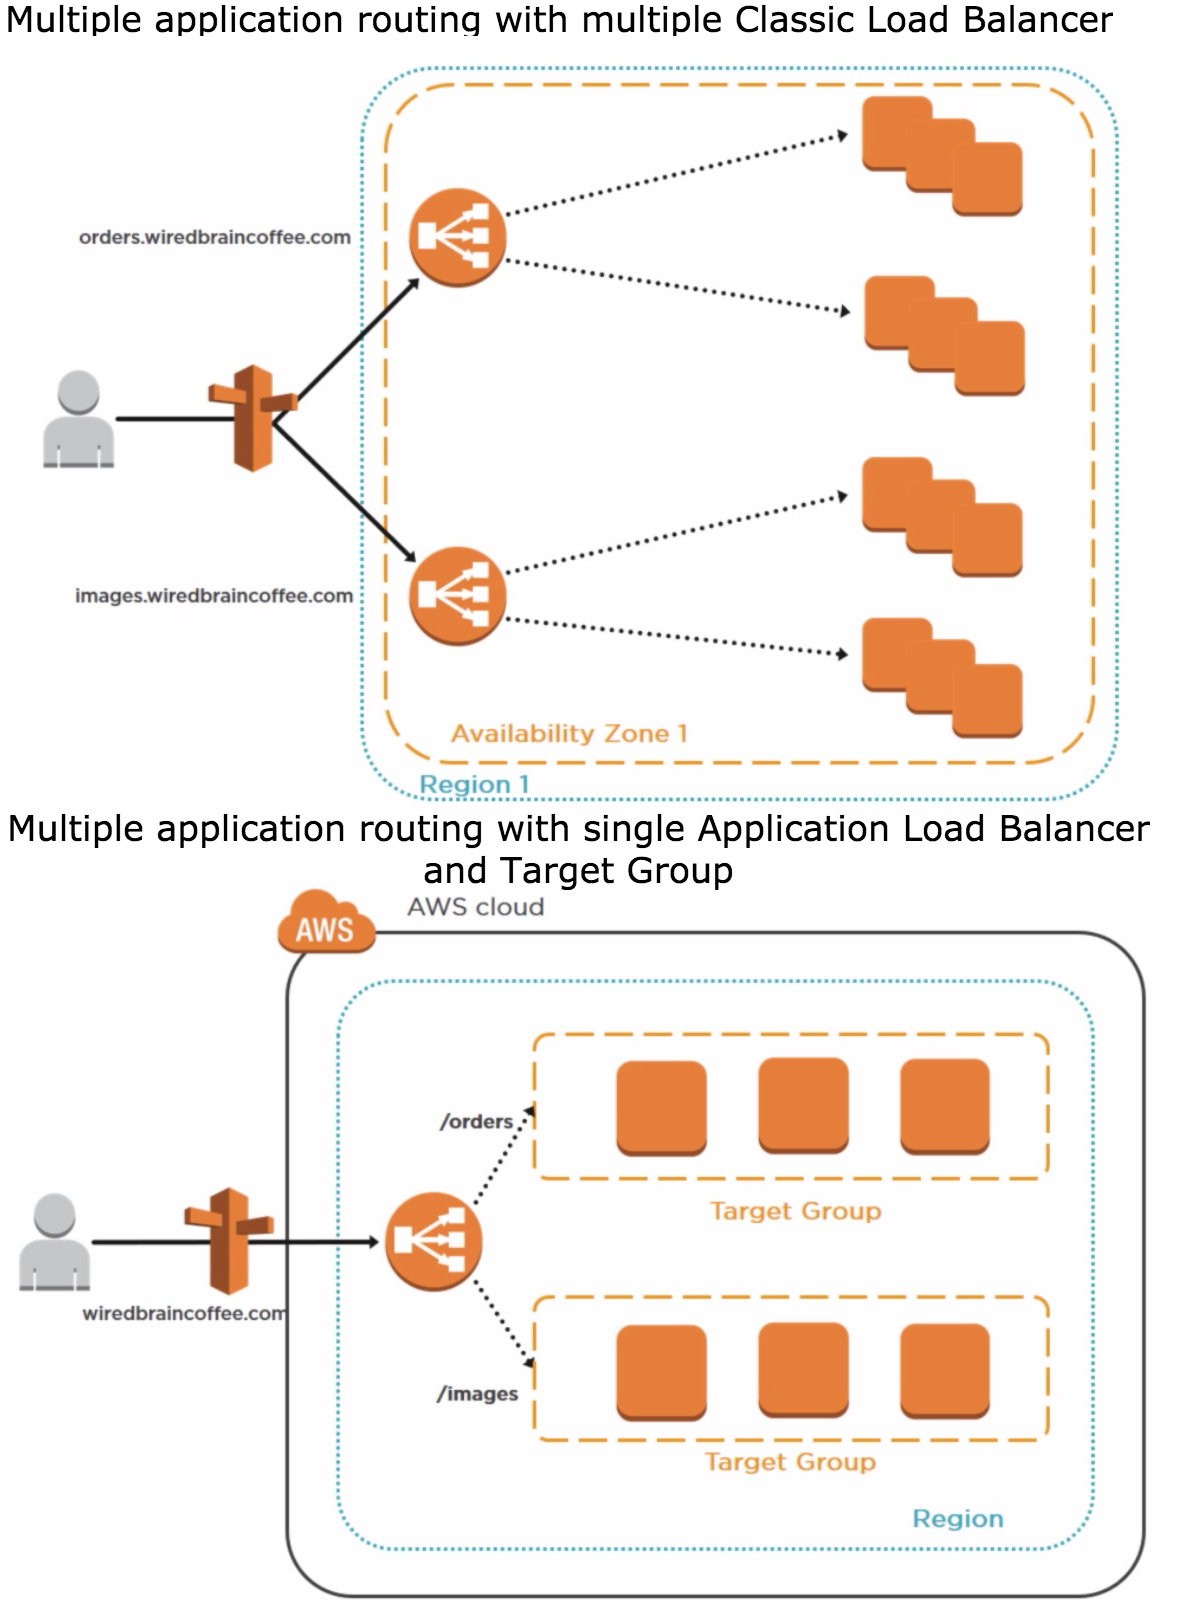 Multiple application routing with multiple Classic Load Balancer
orders.wiredbraincoffee.com
images.wiredbraincoffee.com
Availability Zone 1
Region 1
Multiple application routing with single Application Load Balancer
and Target Group
AWS cloud
AWS
/orders
Target Group
wiredbraincoffee.com
/images
Target Group
Region